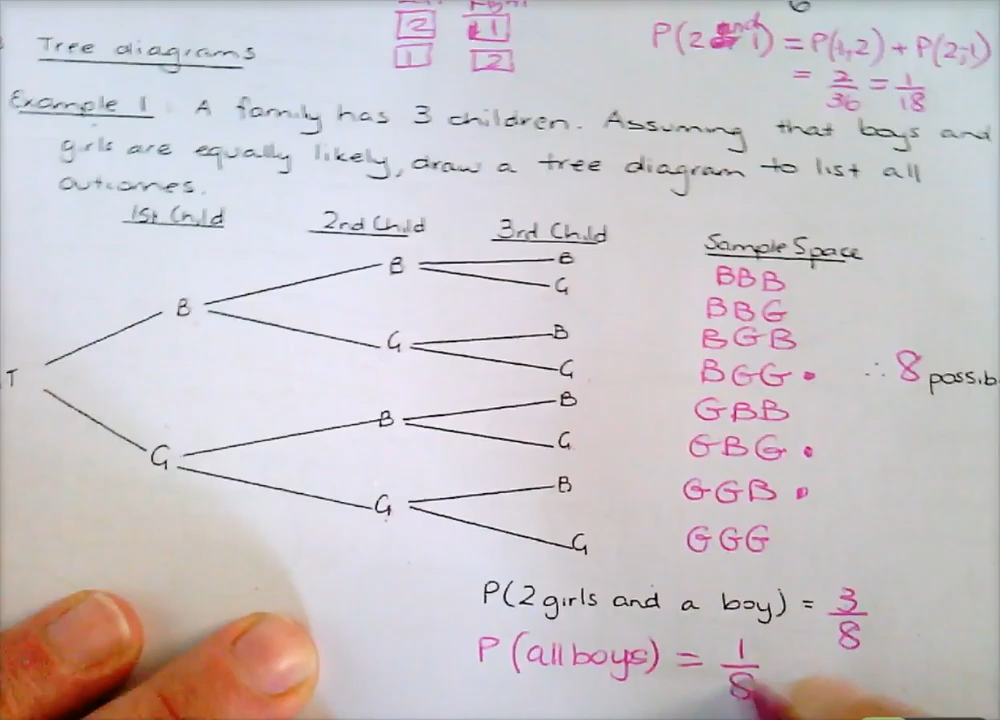 2 1
1 2
P(2 and 1) = P(1,2) + P(2,1)
= 2/36 = 1/18
Tree diagrams
Example 1. A family has 3 children. Assuming that boys and
girls are equally likely, draw a tree diagram to list all
outcomes.
1st Child 2nd Child 3rd Child Sample Space
B B B BBB
G BBG
G B BGB
G BGG
T
G B B GBB
G GBG
G B GGB
G GGG
∴ 8 possib
P(2 girls and a boy) = 3/8
P(all boys) = 1/8